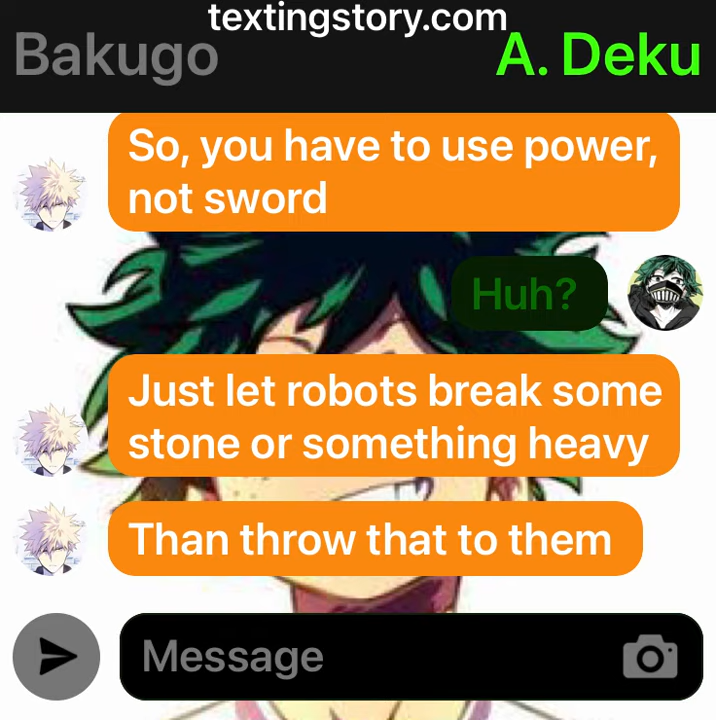 textingstory.com
Bakugo
A. Deku
So, you have to use power,
not sword
Huh?
Just let robots break some
stone or something heavy
Than throw that to them
Message